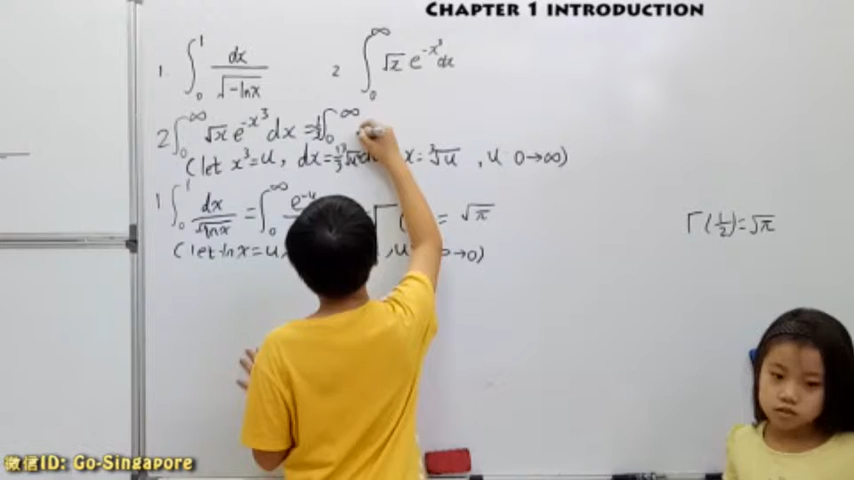 CHAPTER 1 INTRODUCTION
1. ∫₀¹ dx/√(-lnx) 2 ∫₀^∞ √x e^(-x³) dx
2 ∫₀^∞ √x e^(-x³) dx = ∫₀^∞
(let x³=u, dx= x= ³√u , u 0→∞)
1 ∫₀¹ dx/√lnx = ∫₀^∞ e^-u = √π
(let-lnx=u, ,u →0)
Γ(1/2)=√π
微信ID: Go-Singapore